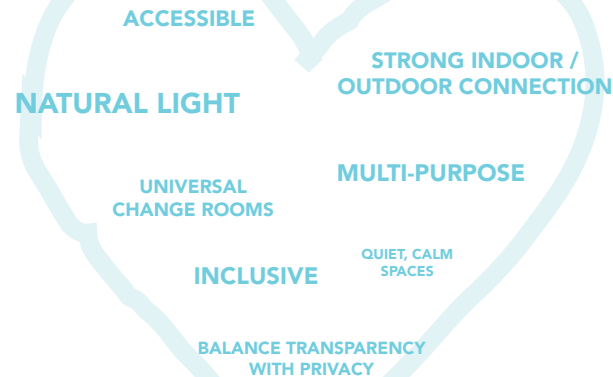 ACCESSIBLE
STRONG INDOOR /
OUTDOOR CONNECTION
NATURAL LIGHT
MULTI-PURPOSE
UNIVERSAL
CHANGE ROOMS
QUIET, CALM
SPACES
INCLUSIVE
BALANCE TRANSPARENCY
WITH PRIVACY